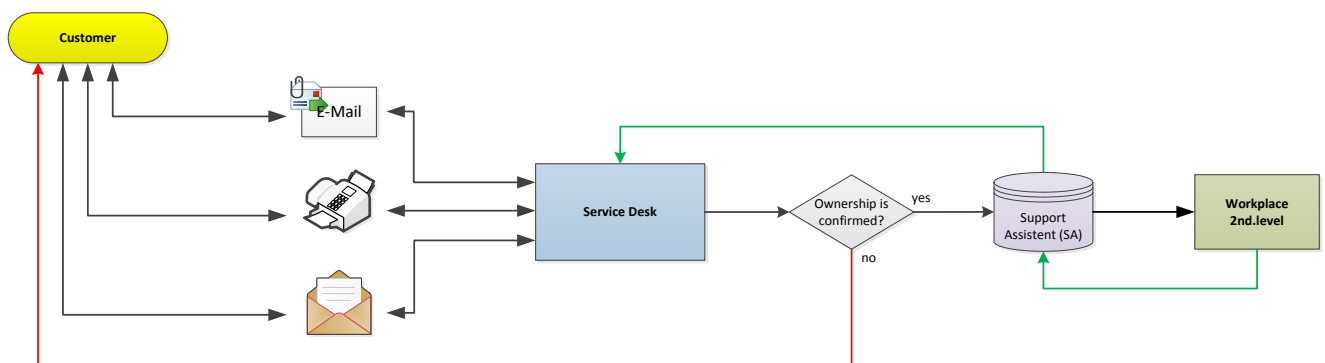 Customer
E-Mail
Service Desk
Ownership is
confirmed?
yes
no
Support
Assistent (SA)
Workplace
2nd.level